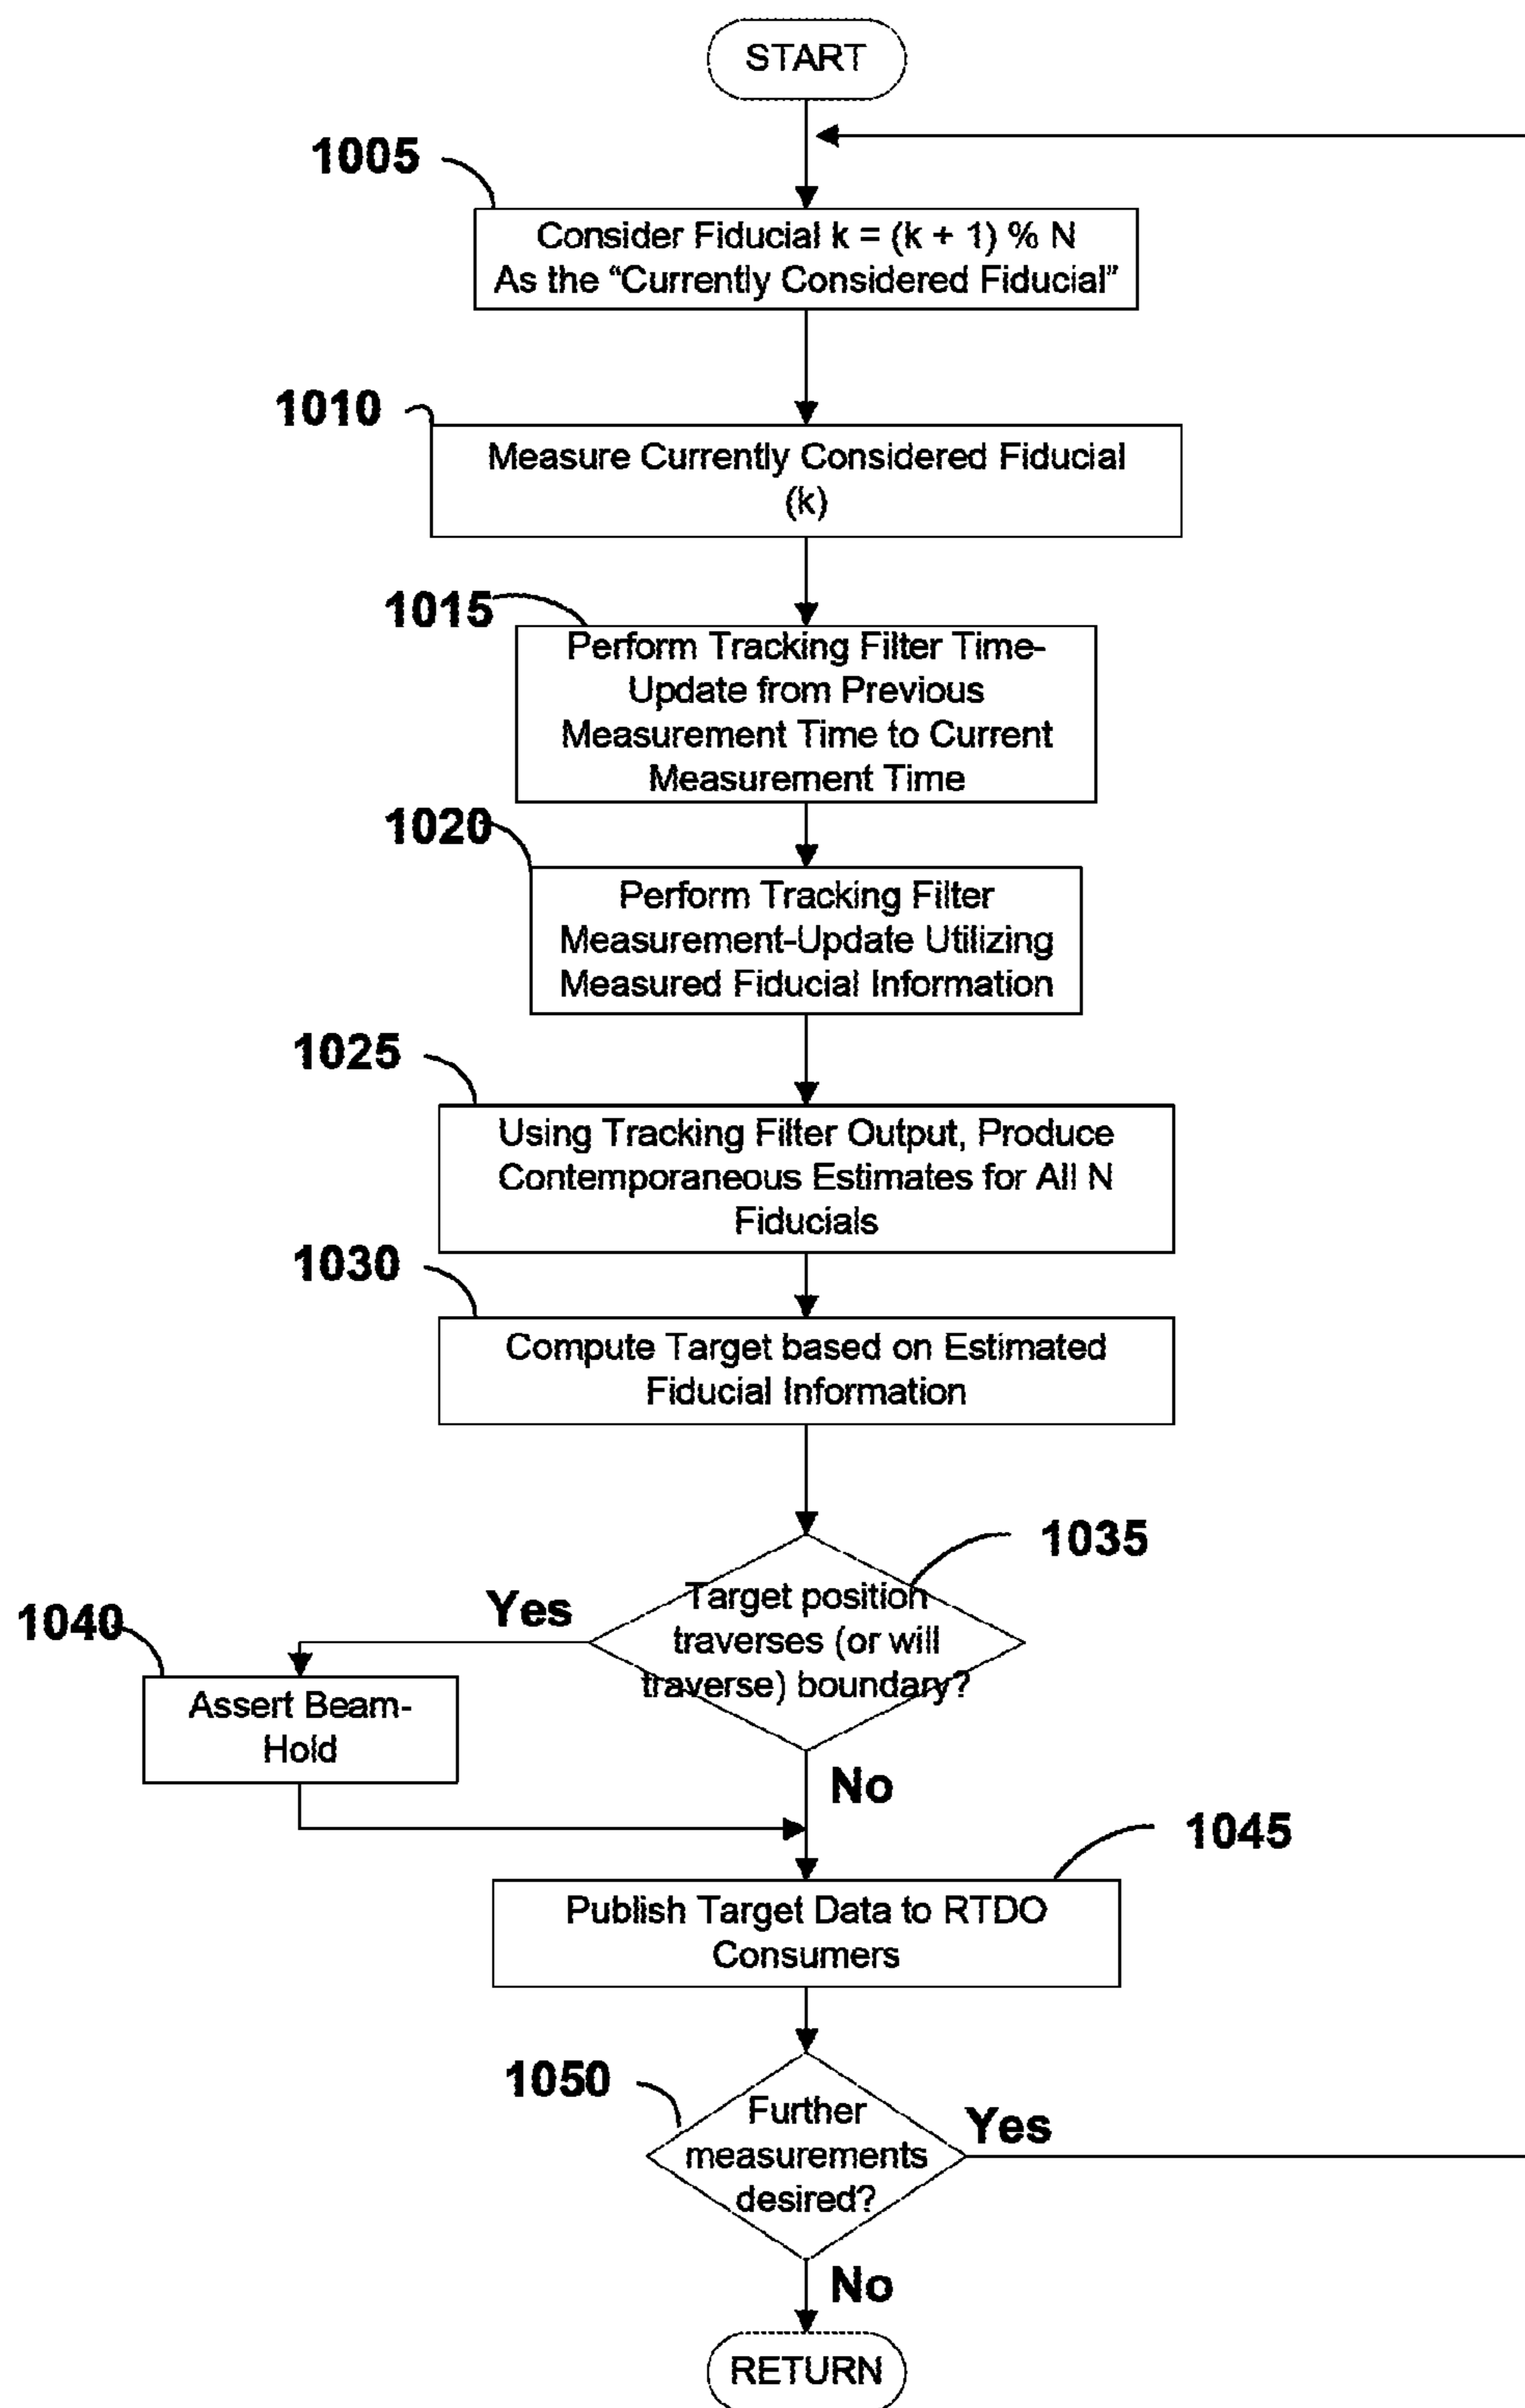 START
1005
Consider Fiducial k = (k + 1) % N
As the “Currently Considered Fiducial”
1010
Measure Currently Considered Fiducial
(k)
1015
Perform Tracking Filter Time-
Update from Previous
Measurement Time to Current
Measurement Time
1020
Perform Tracking Filter
Measurement-Update Utilizing
Measured Fiducial Information
1025
Using Tracking Filter Output, Produce
Contemporaneous Estimates for All N
Fiducials
1030
Compute Target based on Estimated
Fiducial Information
1035
Target position
traverses (or will
traverse) boundary?
Yes
1040
Assert Beam-
Hold
No
1045
Publish Target Data to RTDO
Consumers
1050
Further
measurements
desired?
Yes
No
RETURN